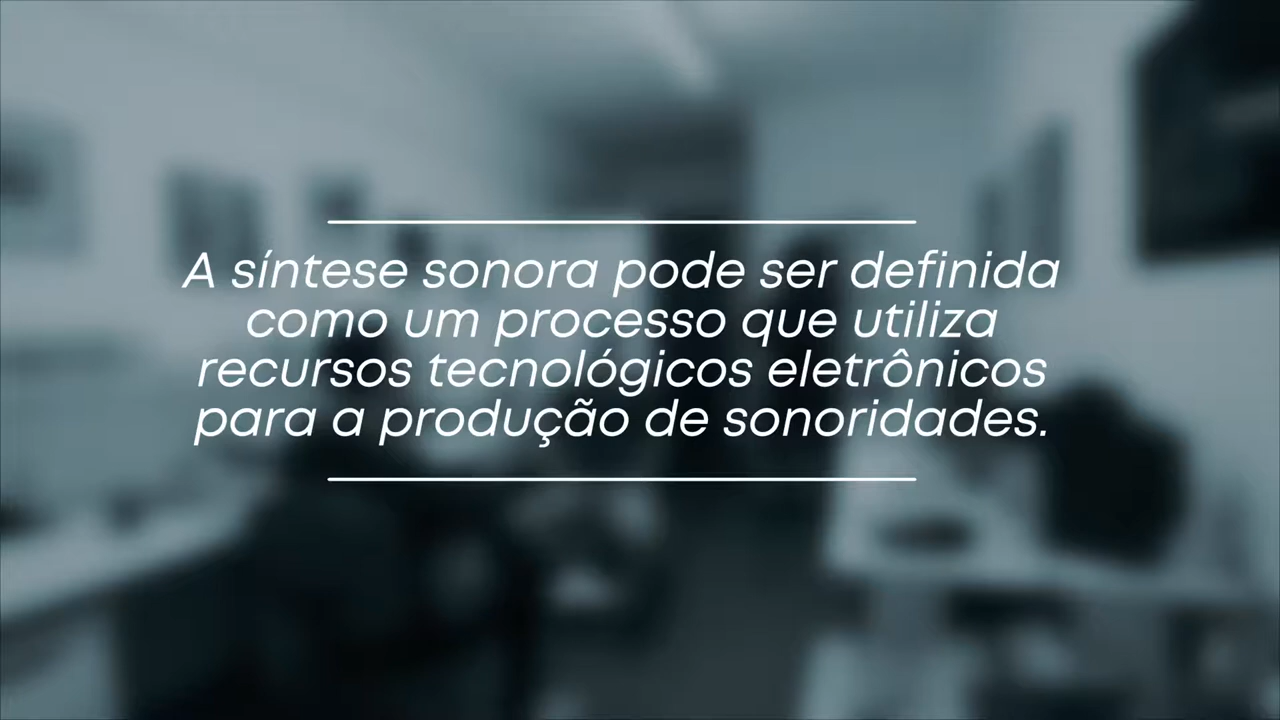 A síntese sonora pode ser definida
como um processo que utiliza
recursos tecnológicos eletrônicos
para a produção de sonoridades.